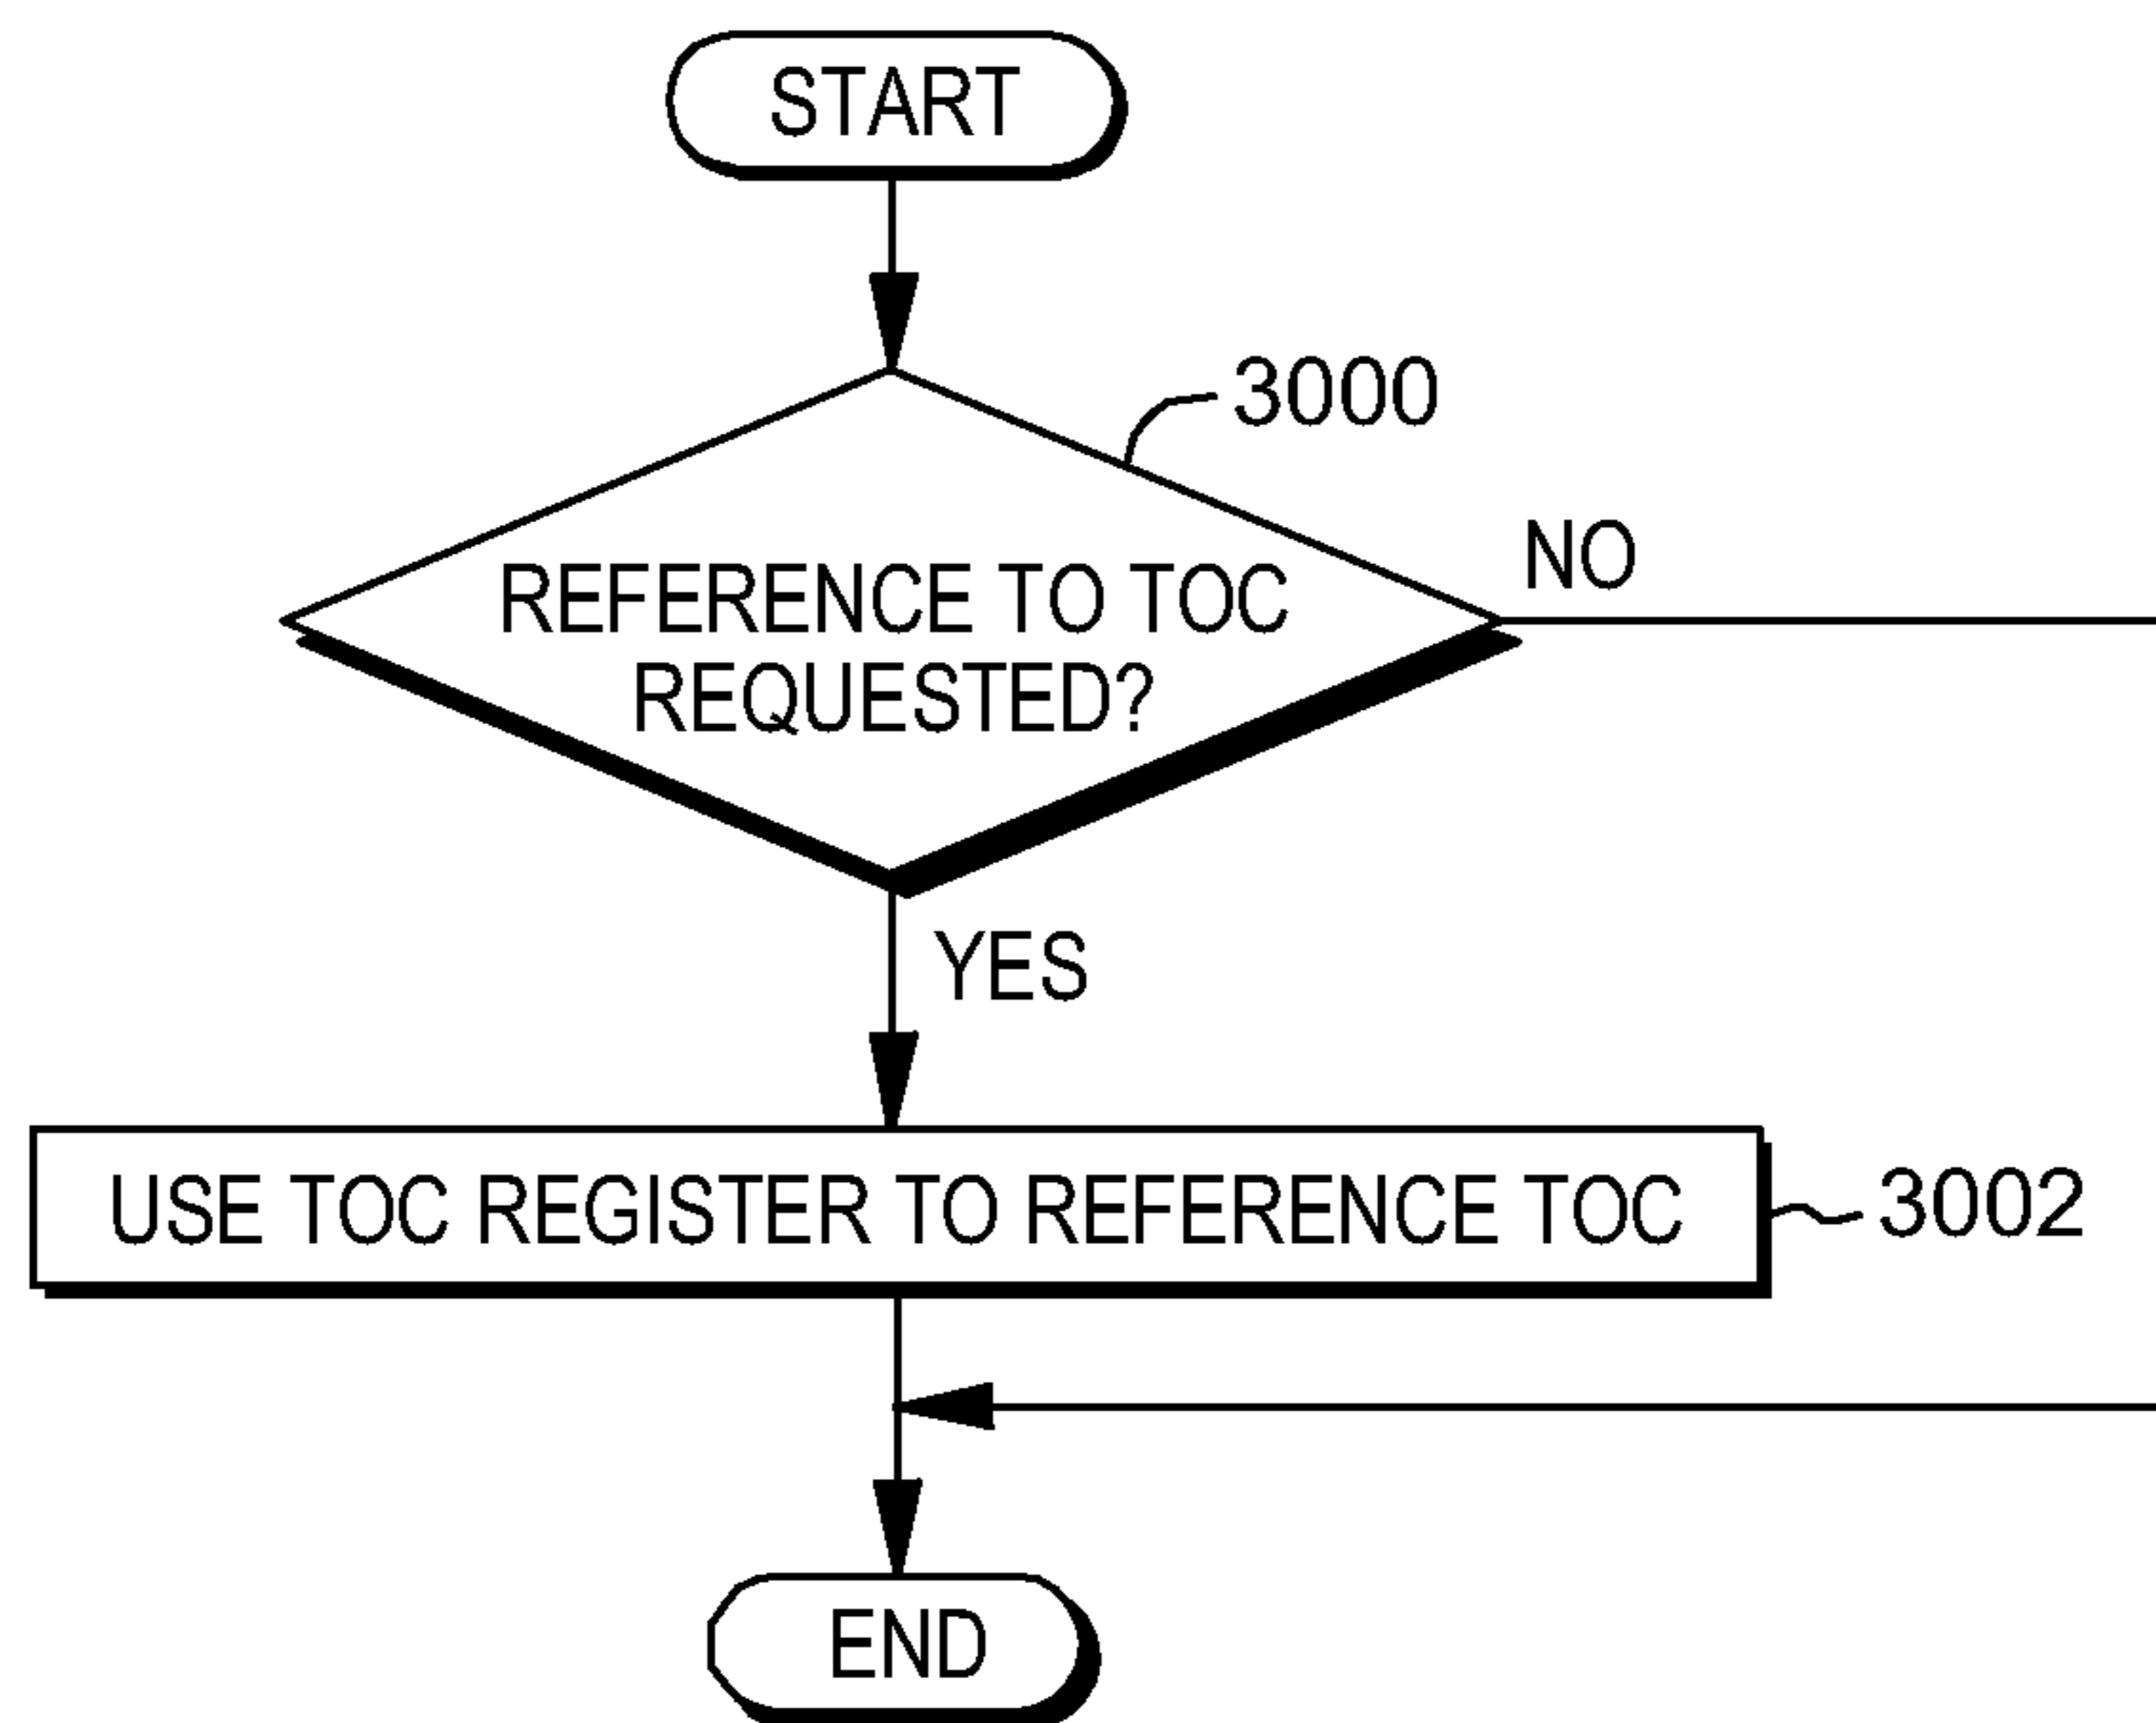 START
3000
NO
REFERENCE TO TOC
REQUESTED?
YES
USE TOC REGISTER TO REFERENCE TOC
3002
END